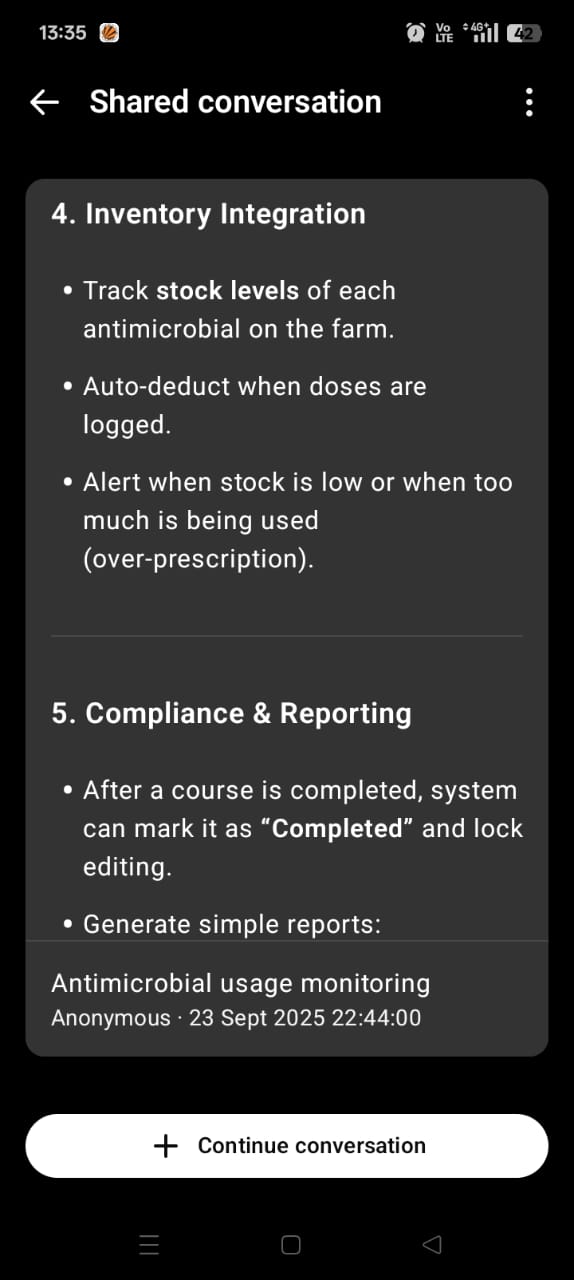 13:35 Vo LTE 4G+ 42
Shared conversation
4. Inventory Integration
• Track stock levels of each
antimicrobial on the farm.
• Auto-deduct when doses are
logged.
• Alert when stock is low or when too
much is being used
(over-prescription).
5. Compliance & Reporting
• After a course is completed, system
can mark it as “Completed” and lock
editing.
• Generate simple reports:
Antimicrobial usage monitoring
Anonymous · 23 Sept 2025 22:44:00
+ Continue conversation